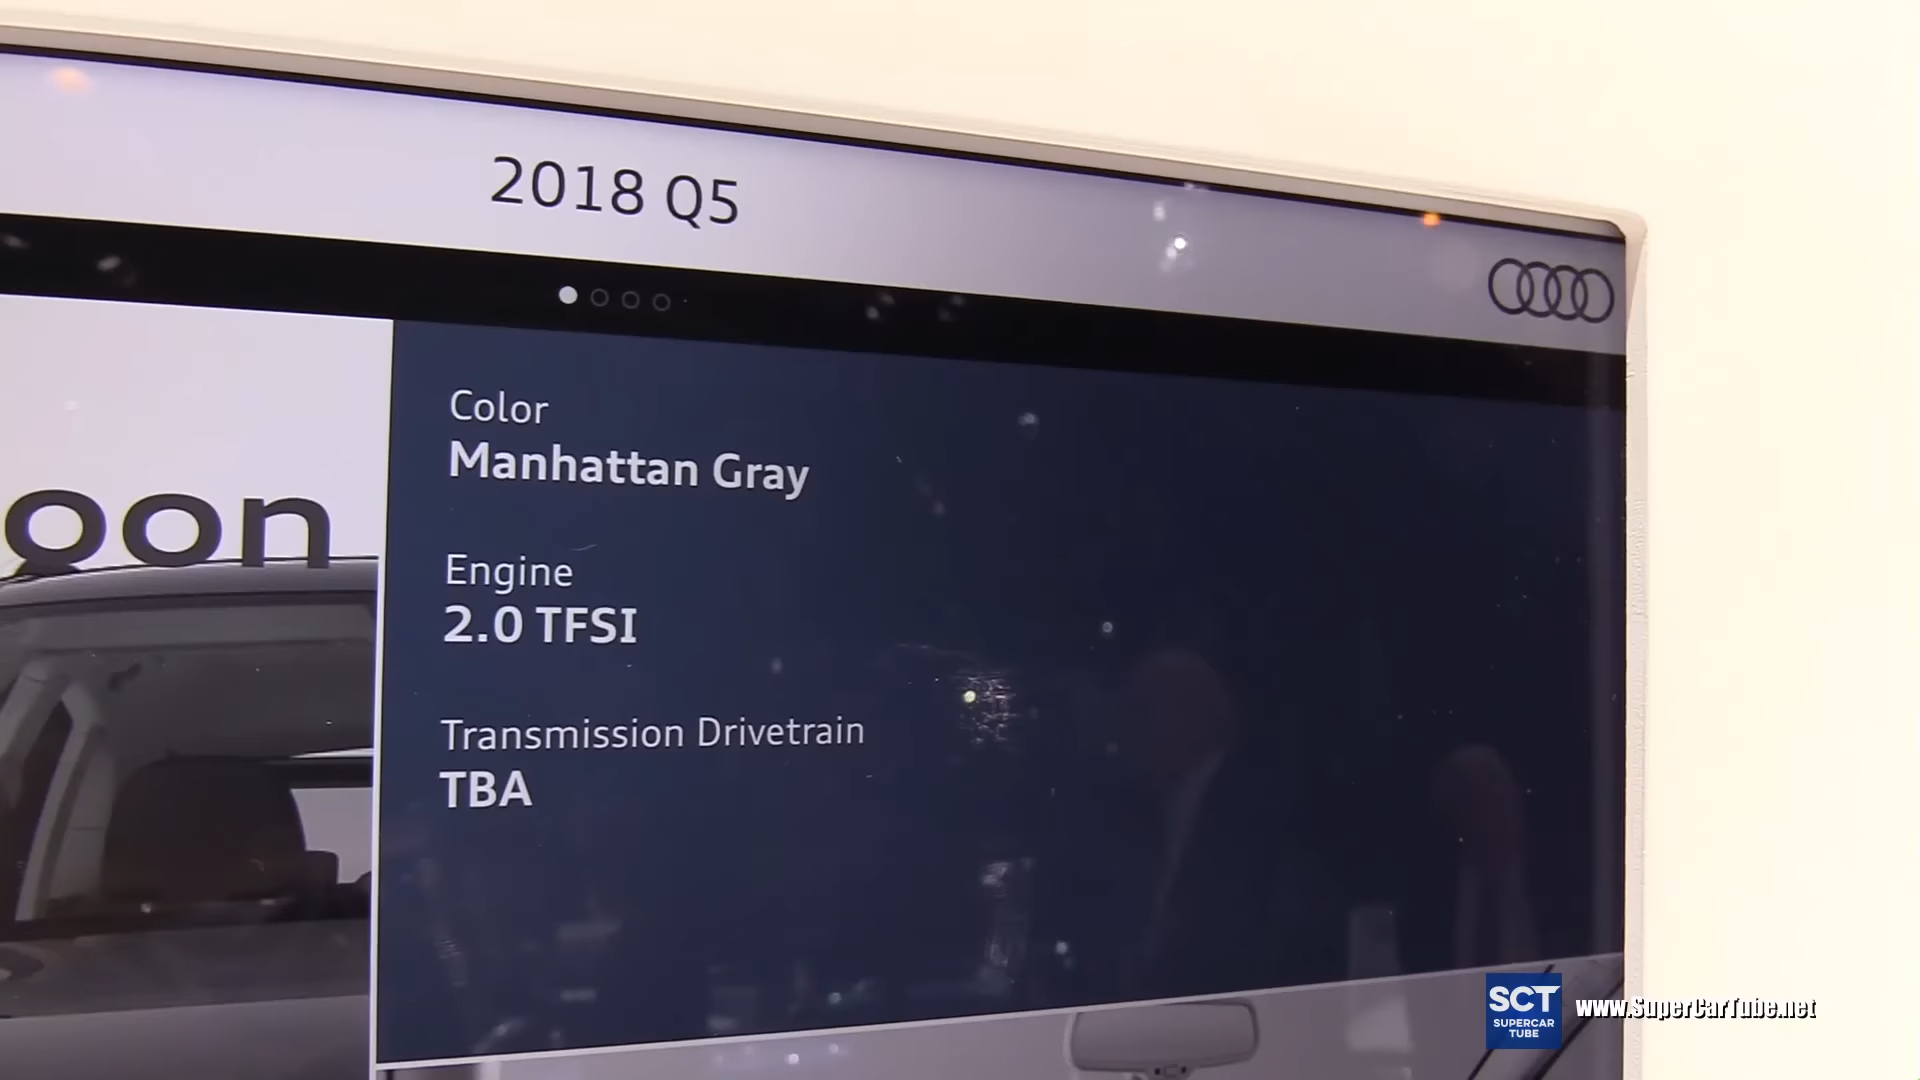 2018 Q5
Color
Manhattan Gray
oon
Engine
2.0 TFSI
Transmission Drivetrain
TBA
SCT
SUPERCAR
TUBE
www.SuperCarTube.net